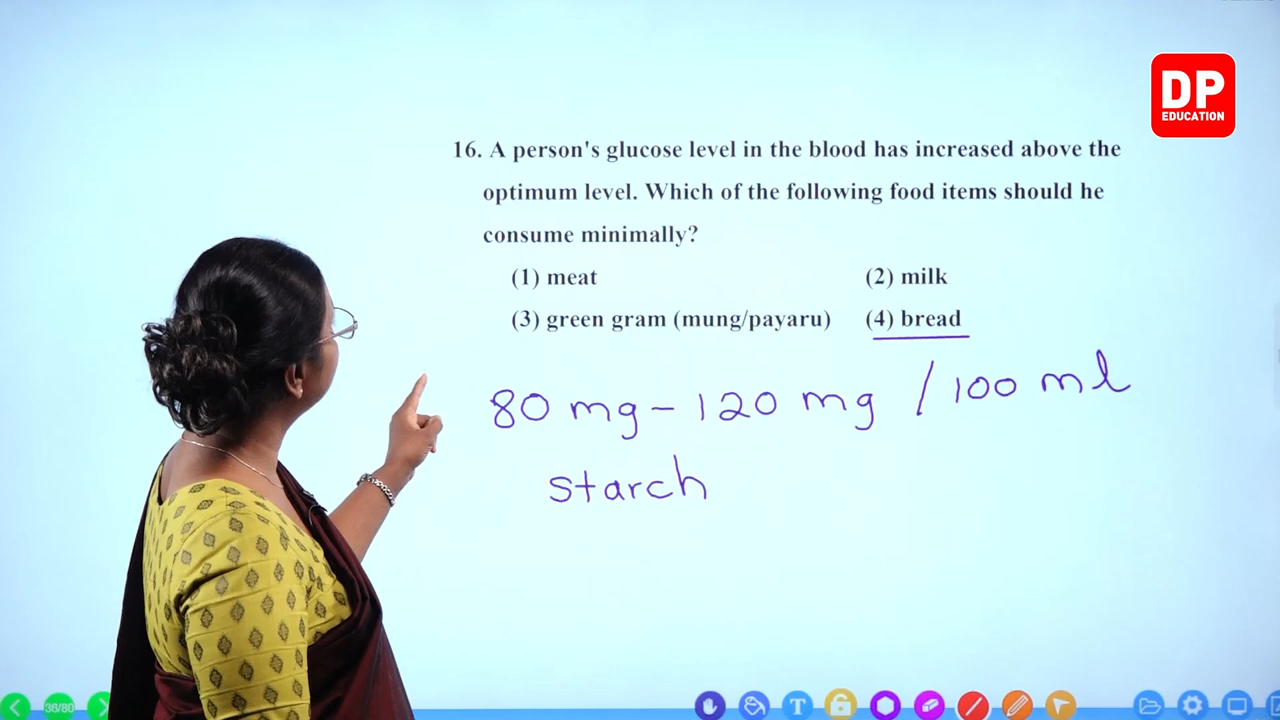 DP
EDUCATION
16. A person's glucose level in the blood has increased above the
optimum level. Which of the following food items should he
consume minimally?
(1) meat (2) milk
(3) green gram (mung/payaru) (4) bread
80 mg – 120 mg / 100 ml
starch
36/80
T